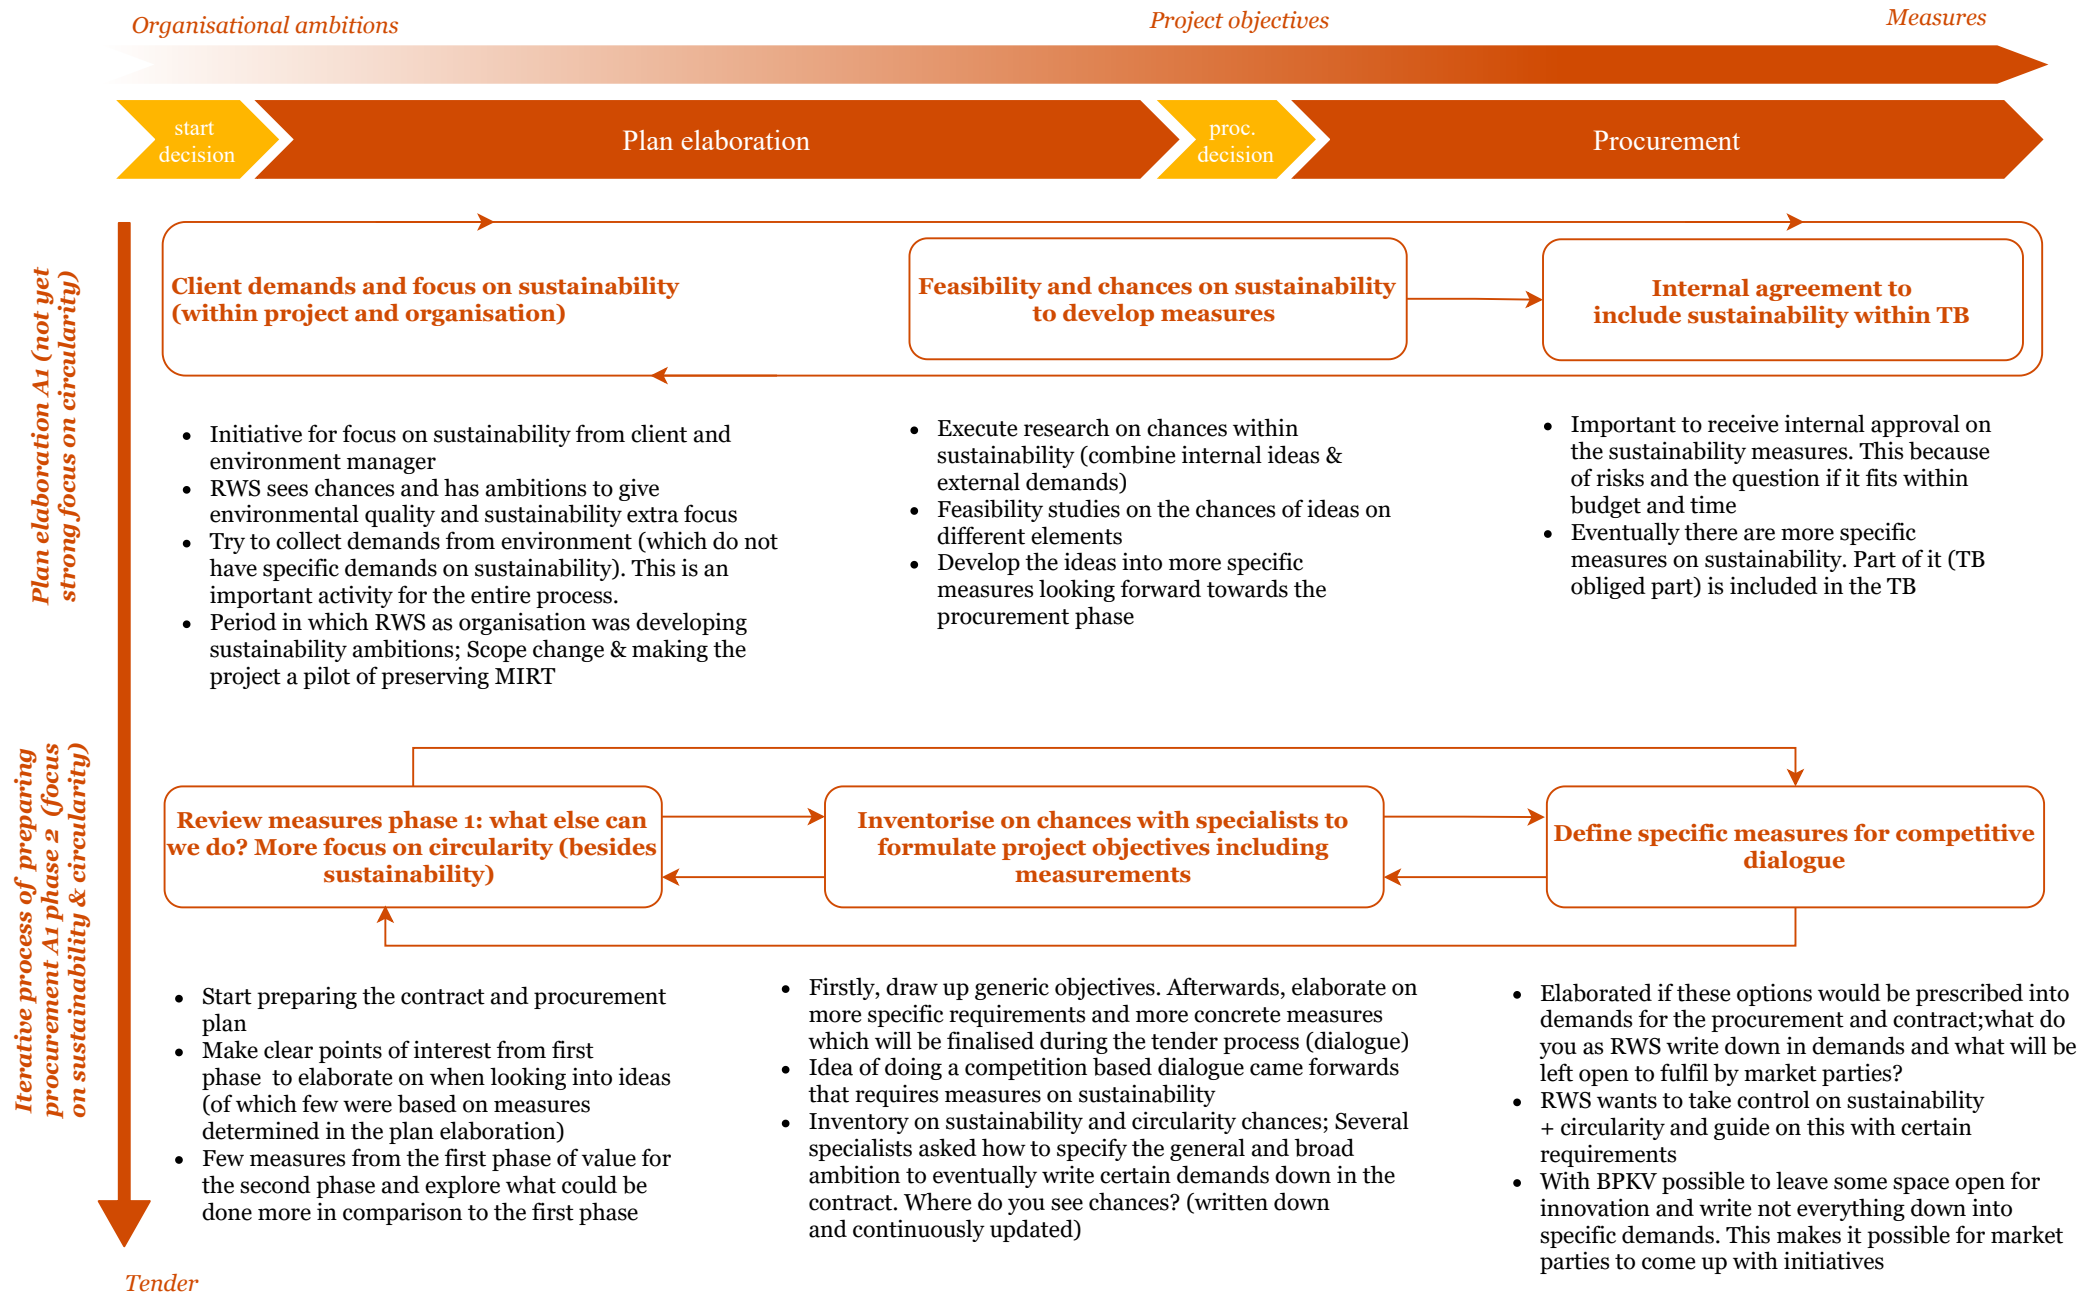 Organisational ambitions
Project objectives
Measures
start
decision
Plan elaboration
proc.
decision
Procurement
Plan elaboration A1 (not yet
strong focus on circularity)
Client demands and focus on sustainability
(within project and organisation)
Feasibility and chances on sustainability
to develop measures
Internal agreement to
include sustainability within TB
• Initiative for focus on sustainability from client and
environment manager
• RWS sees chances and has ambitions to give
environmental quality and sustainability extra focus
• Try to collect demands from environment (which do not
have specific demands on sustainability). This is an
important activity for the entire process.
• Period in which RWS as organisation was developing
sustainability ambitions; Scope change & making the
project a pilot of preserving MIRT
• Execute research on chances within
sustainability (combine internal ideas &
external demands)
• Feasibility studies on the chances of ideas on
different elements
• Develop the ideas into more specific
measures looking forward towards the
procurement phase
• Important to receive internal approval on
the sustainability measures. This because
of risks and the question if it fits within
budget and time
• Eventually there are more specific
measures on sustainability. Part of it (TB
obliged part) is included in the TB
Iterative process of preparing
procurement A1 phase 2 (focus
on sustainability & circularity)
Review measures phase 1: what else can
we do? More focus on circularity (besides
sustainability)
Inventorise on chances with specialists to
formulate project objectives including
measurements
Define specific measures for competitive
dialogue
• Start preparing the contract and procurement
plan
• Make clear points of interest from first
phase to elaborate on when looking into ideas
(of which few were based on measures
determined in the plan elaboration)
• Few measures from the first phase of value for
the second phase and explore what could be
done more in comparison to the first phase
• Firstly, draw up generic objectives. Afterwards, elaborate on
more specific requirements and more concrete measures
which will be finalised during the tender process (dialogue)
• Idea of doing a competition based dialogue came forwards
that requires measures on sustainability
• Inventory on sustainability and circularity chances; Several
specialists asked how to specify the general and broad
ambition to eventually write certain demands down in the
contract. Where do you see chances? (written down
and continuously updated)
• Elaborated if these options would be prescribed into
demands for the procurement and contract;what do
you as RWS write down in demands and what will be
left open to fulfil by market parties?
• RWS wants to take control on sustainability
+ circularity and guide on this with certain
requirements
• With BPKV possible to leave some space open for
innovation and write not everything down into
specific demands. This makes it possible for market
parties to come up with initiatives
Tender